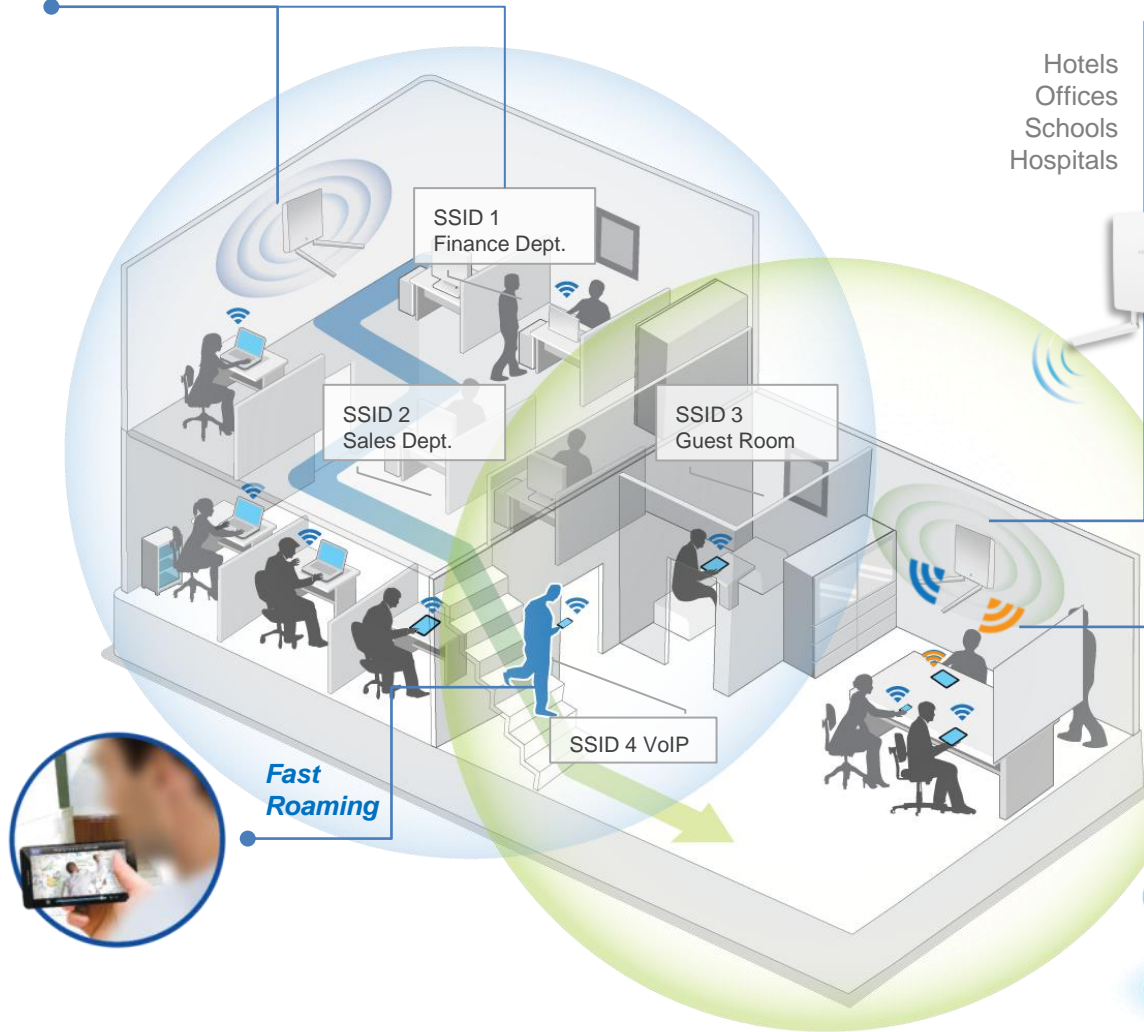 Hotels
Offices
Schools
Hospitals
SSID 1
Finance Dept.
SSID 2
Sales Dept.
SSID 3
Guest Room
SSID 4 VoIP
Fast
Roaming